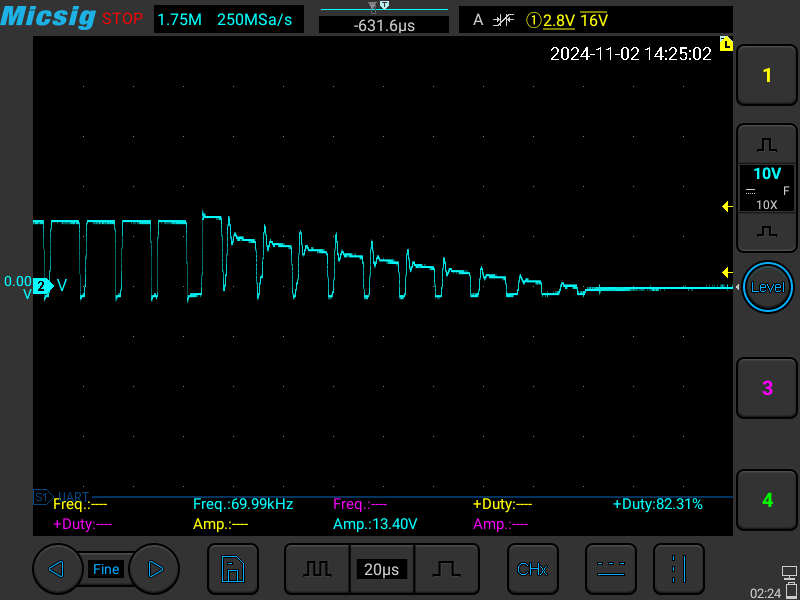 Micsig STOP 1.75M 250MSa/s T -631.6µs A 1 2.8V 16V
2024-11-02 14:25:02 L
1
10V
F
10X
0.00 V 2 V
Level
3
S1 UART
Freq.:---- Freq.:69.99kHz Freq.:---- +Duty:---- +Duty:82.31%
+Duty:---- Amp.:---- Amp.:13.40V Amp.:----
4
Fine 20µs CHx
02:24